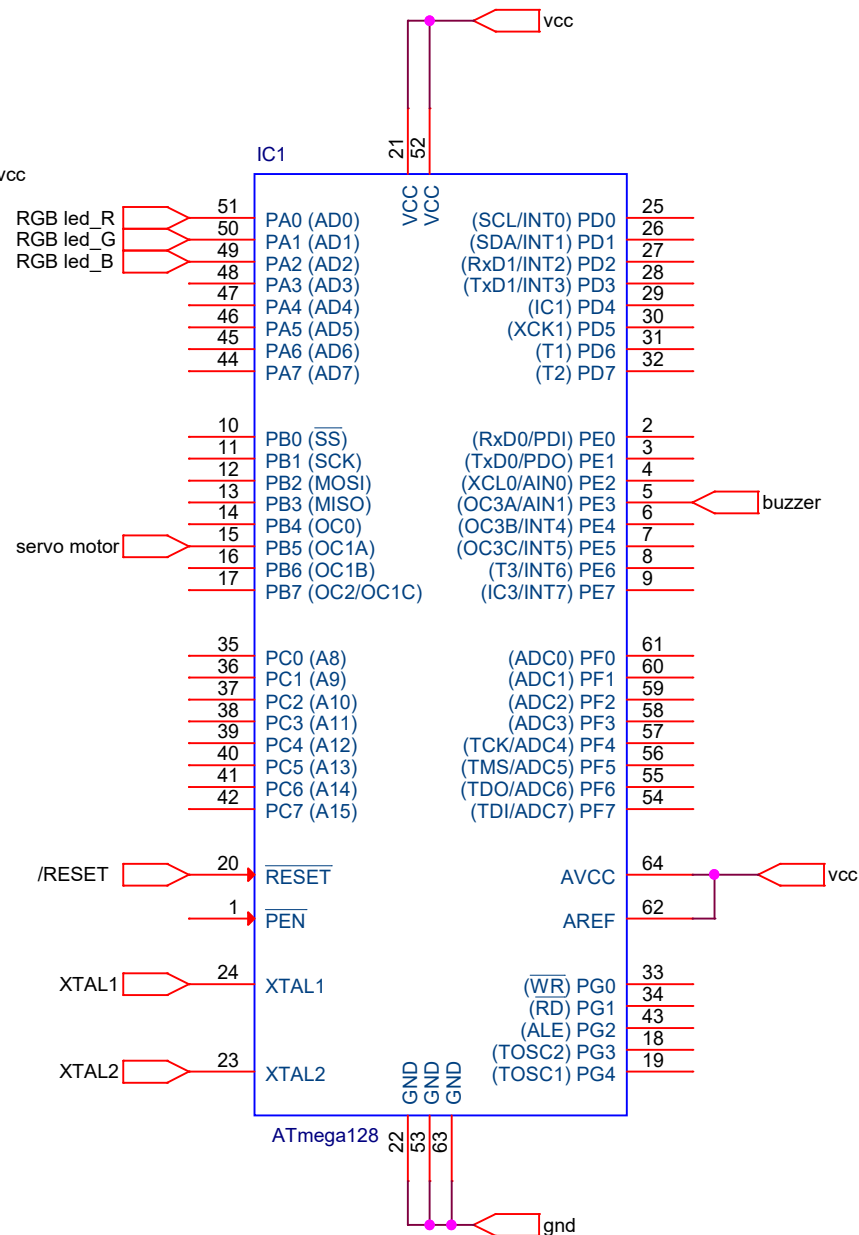 vcc
21
52
IC1
vcc
VCC
VCC
RGB led_R
51
PA0 (AD0)
(SCL/INT0) PD0
25
RGB led_G
50
PA1 (AD1)
(SDA/INT1) PD1
26
RGB led_B
49
PA2 (AD2)
(RxD1/INT2) PD2
27
48
PA3 (AD3)
(TxD1/INT3) PD3
28
47
PA4 (AD4)
(IC1) PD4
29
46
PA5 (AD5)
(XCK1) PD5
30
45
PA6 (AD6)
(T1) PD6
31
44
PA7 (AD7)
(T2) PD7
32
10
PB0 (SS)
(RxD0/PDI) PE0
2
11
PB1 (SCK)
(TxD0/PDO) PE1
3
12
PB2 (MOSI)
(XCL0/AIN0) PE2
4
13
PB3 (MISO)
(OC3A/AIN1) PE3
5
buzzer
14
PB4 (OC0)
(OC3B/INT4) PE4
6
servo motor
15
PB5 (OC1A)
(OC3C/INT5) PE5
7
16
PB6 (OC1B)
(T3/INT6) PE6
8
17
PB7 (OC2/OC1C)
(IC3/INT7) PE7
9
35
PC0 (A8)
(ADC0) PF0
61
36
PC1 (A9)
(ADC1) PF1
60
37
PC2 (A10)
(ADC2) PF2
59
38
PC3 (A11)
(ADC3) PF3
58
39
PC4 (A12)
(TCK/ADC4) PF4
57
40
PC5 (A13)
(TMS/ADC5) PF5
56
41
PC6 (A14)
(TDO/ADC6) PF6
55
42
PC7 (A15)
(TDI/ADC7) PF7
54
/RESET
20
RESET
AVCC
64
vcc
1
PEN
AREF
62
XTAL1
24
XTAL1
(WR) PG0
33
(RD) PG1
34
(ALE) PG2
43
(TOSC2) PG3
18
XTAL2
23
XTAL2
(TOSC1) PG4
19
GND
GND
GND
ATmega128
22
53
63
gnd